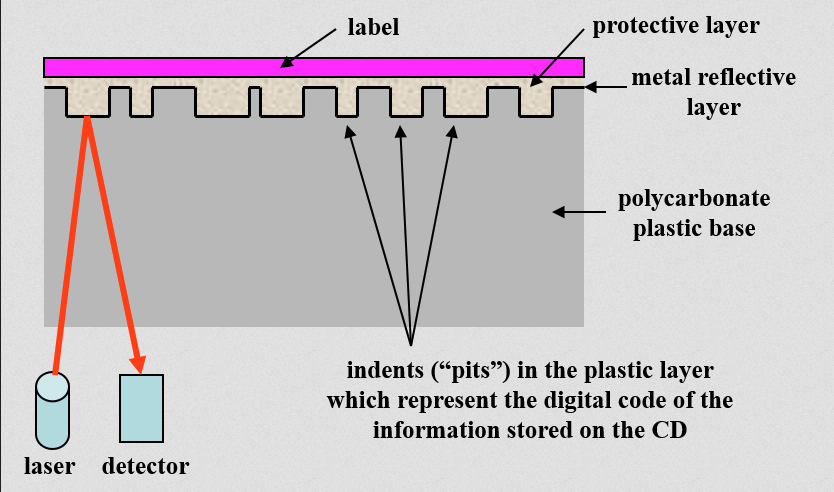 label
protective layer
metal reflective
layer
polycarbonate
plastic base
indents (“pits”) in the plastic layer
which represent the digital code of the
information stored on the CD
laser
detector